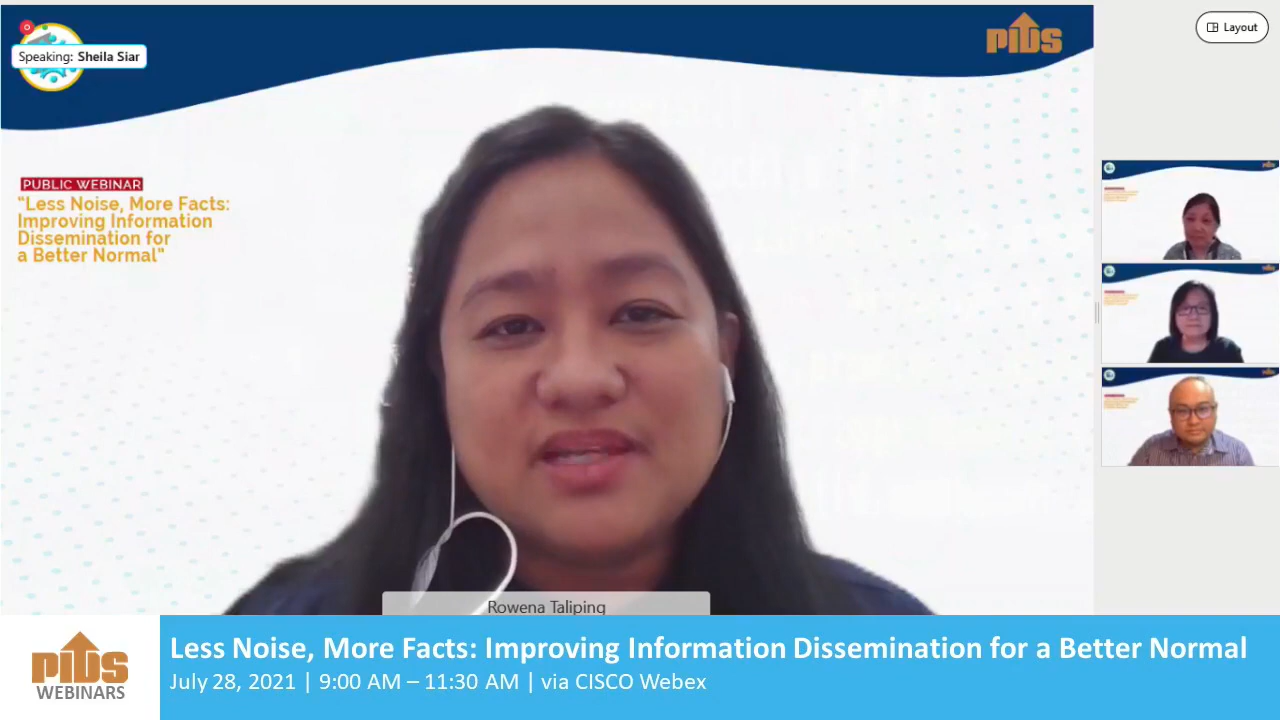 Speaking: Sheila Siar
PIDS
Layout
PUBLIC WEBINAR
"Less Noise, More Facts:
Improving Information
Dissemination for
a Better Normal"
Rowena Taliping
PIDS
WEBINARS
Less Noise, More Facts: Improving Information Dissemination for a Better Normal
July 28, 2021 | 9:00 AM – 11:30 AM | via CISCO Webex